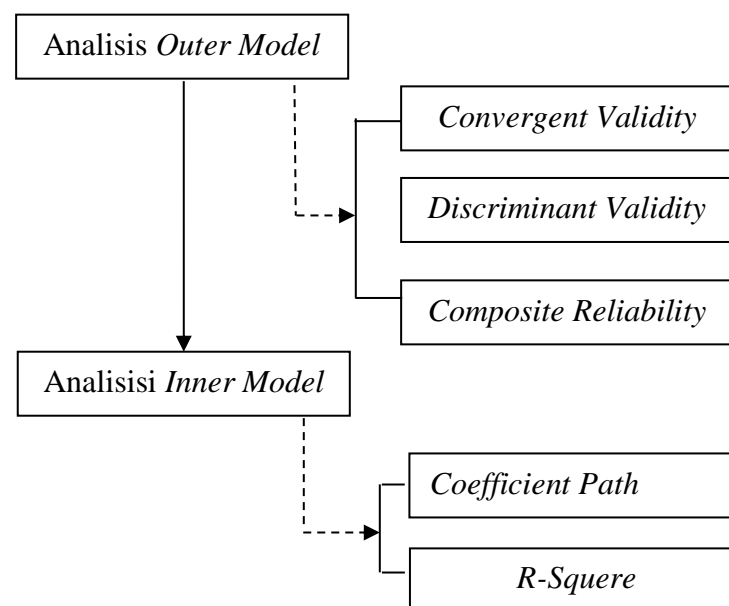 Analisis Outer Model
Convergent Validity
Discriminant Validity
Composite Reliability
Analisisi Inner Model
Coefficient Path
R-Squere